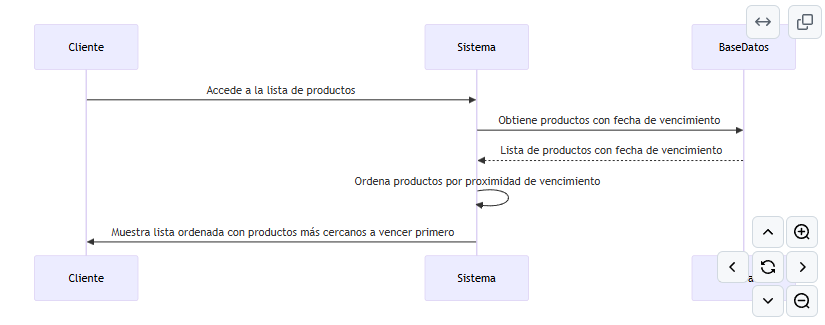 Cliente
Sistema
BaseDatos
Accede a la lista de productos
Obtiene productos con fecha de vencimiento
Lista de productos con fecha de vencimiento
Ordena productos por proximidad de vencimiento
Muestra lista ordenada con productos más cercanos a vencer primero
Cliente
Sistema